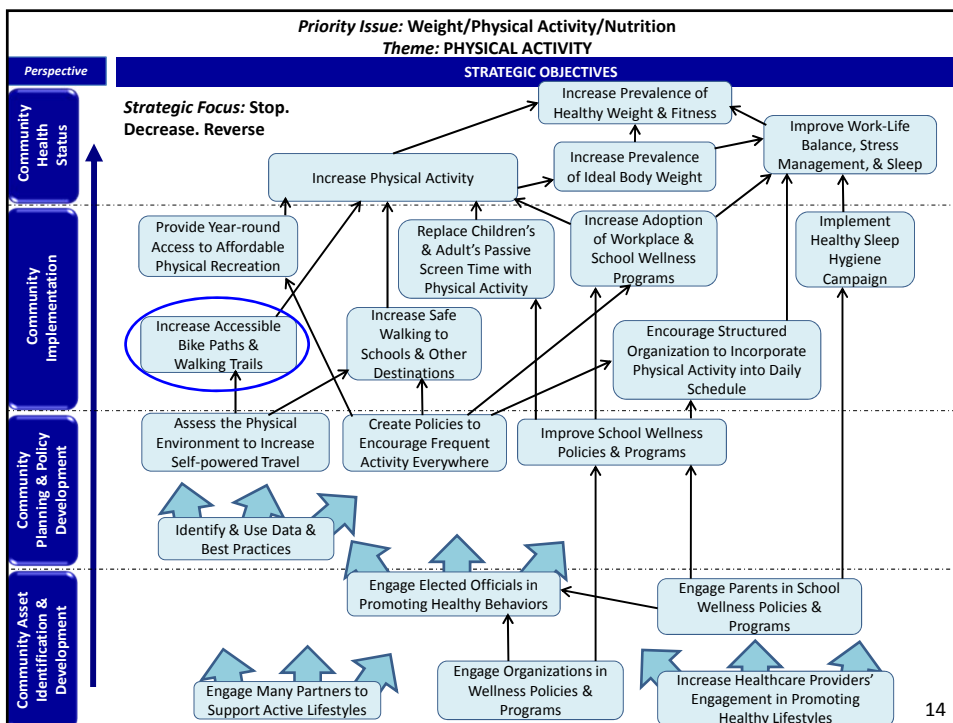 Priority Issue: Weight/Physical Activity/Nutrition
Theme: PHYSICAL ACTIVITY
Perspective
STRATEGIC OBJECTIVES
Community
Health
Status
Strategic Focus: Stop.
Decrease. Reverse
Increase Prevalence of
Healthy Weight & Fitness
Improve Work-Life
Balance, Stress
Management, & Sleep
Increase Physical Activity
Increase Prevalence
of Ideal Body Weight
Community
Implementation
Provide Year-round
Access to Affordable
Physical Recreation
Replace Children's
& Adult's Passive
Screen Time with
Physical Activity
Increase Adoption
of Workplace &
School Wellness
Programs
Implement
Healthy Sleep
Hygiene
Campaign
Increase Accessible
Bike Paths &
Walking Trails
Increase Safe
Walking to
Schools & Other
Destinations
Encourage Structured
Organization to Incorporate
Physical Activity into Daily
Schedule
Community
Planning & Policy
Development
Assess the Physical
Environment to Increase
Self-powered Travel
Create Policies to
Encourage Frequent
Activity Everywhere
Improve School Wellness
Policies & Programs
Identify & Use Data &
Best Practices
Community Asset
Identification &
Development
Engage Elected Officials in
Promoting Healthy Behaviors
Engage Parents in School
Wellness Policies &
Programs
Engage Many Partners to
Support Active Lifestyles
Engage Organizations in
Wellness Policies &
Programs
Increase Healthcare Providers'
Engagement in Promoting
Healthy Lifestyles
14